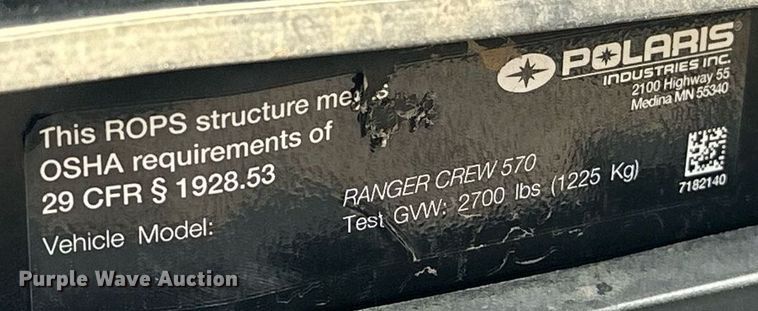 POLARIS®
INDUSTRIES INC.
2100 Highway 55
Medina MN 55340
This ROPS structure
OSHA requirements of
29 CFR § 1928.53
Vehicle Model:
RANGER CREW 570
Test GVW: 2700 lbs (1225 Kg)
7182140
Purple Wave Auction